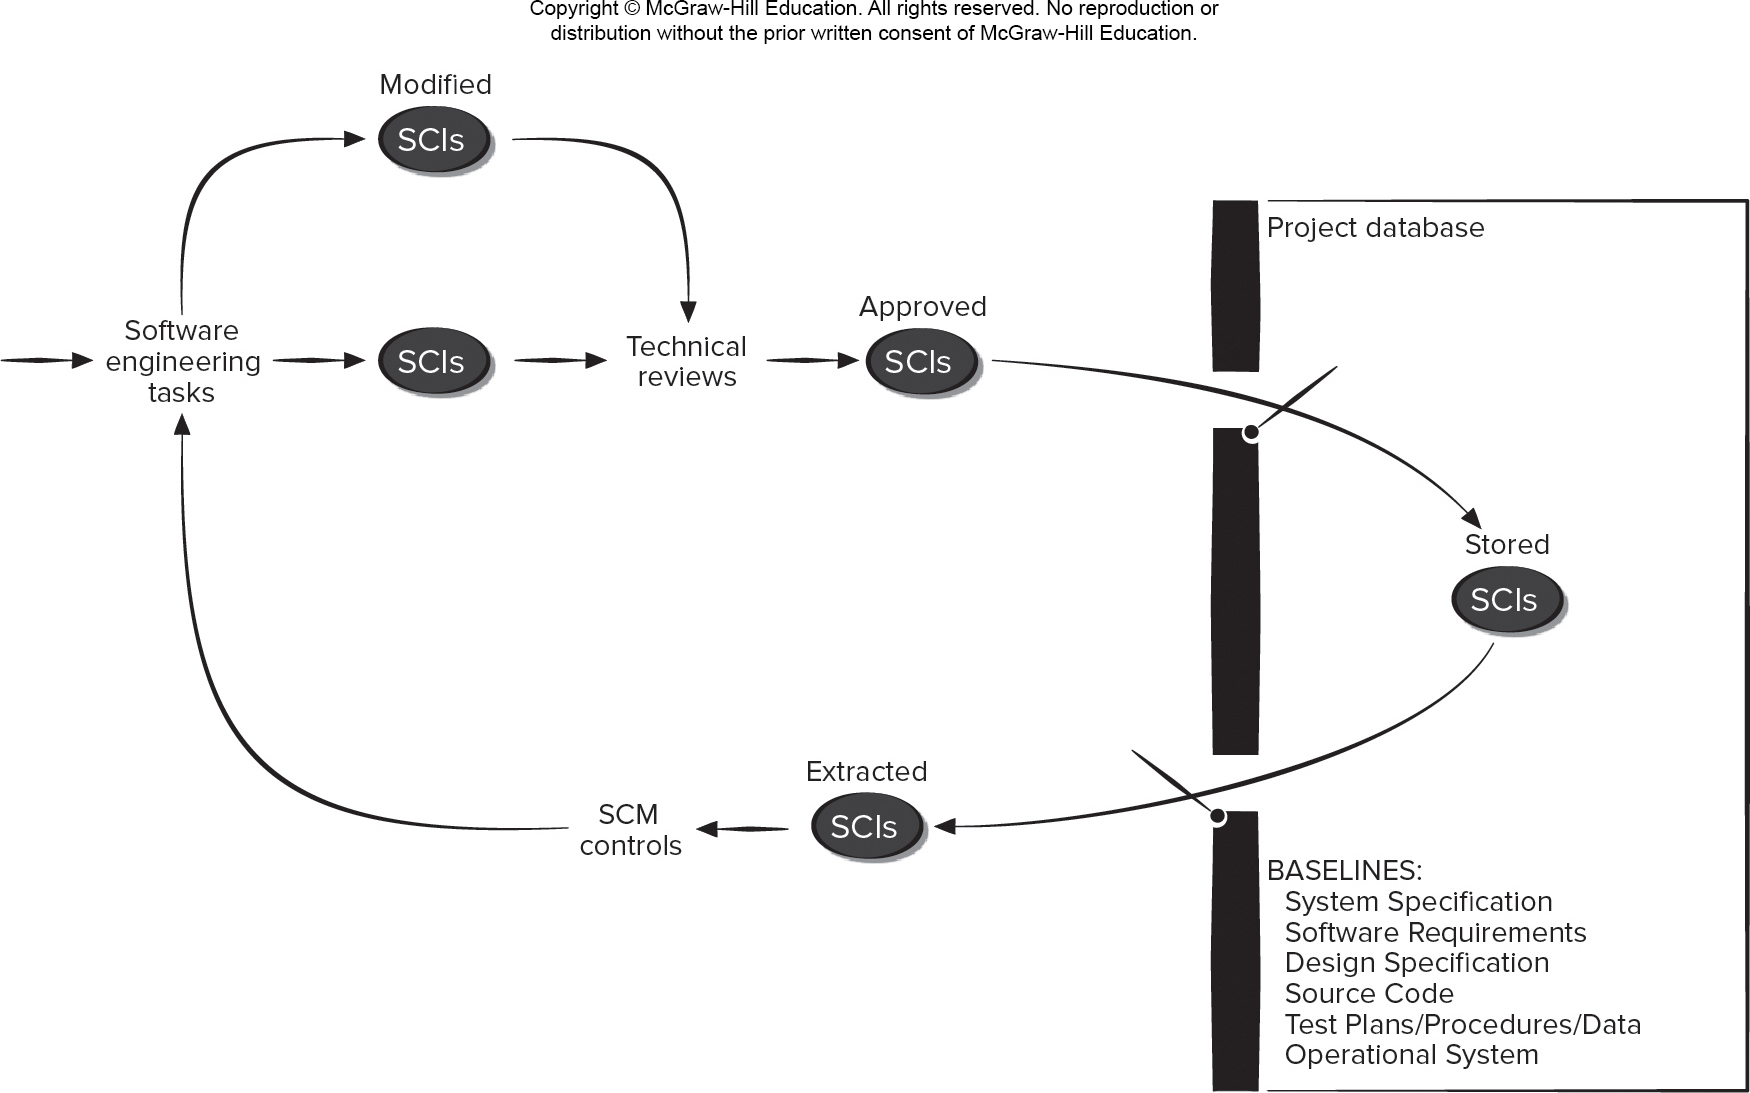 Copyright © McGraw-Hill Education. All rights reserved. No reproduction or
distribution without the prior written consent of McGraw-Hill Education.
Modified
SCIs
Project database
Software
engineering
tasks
SCIs
Technical
reviews
Approved
SCIs
Stored
SCIs
Extracted
SCIs
SCM
controls
BASELINES:
System Specification
Software Requirements
Design Specification
Source Code
Test Plans/Procedures/Data
Operational System